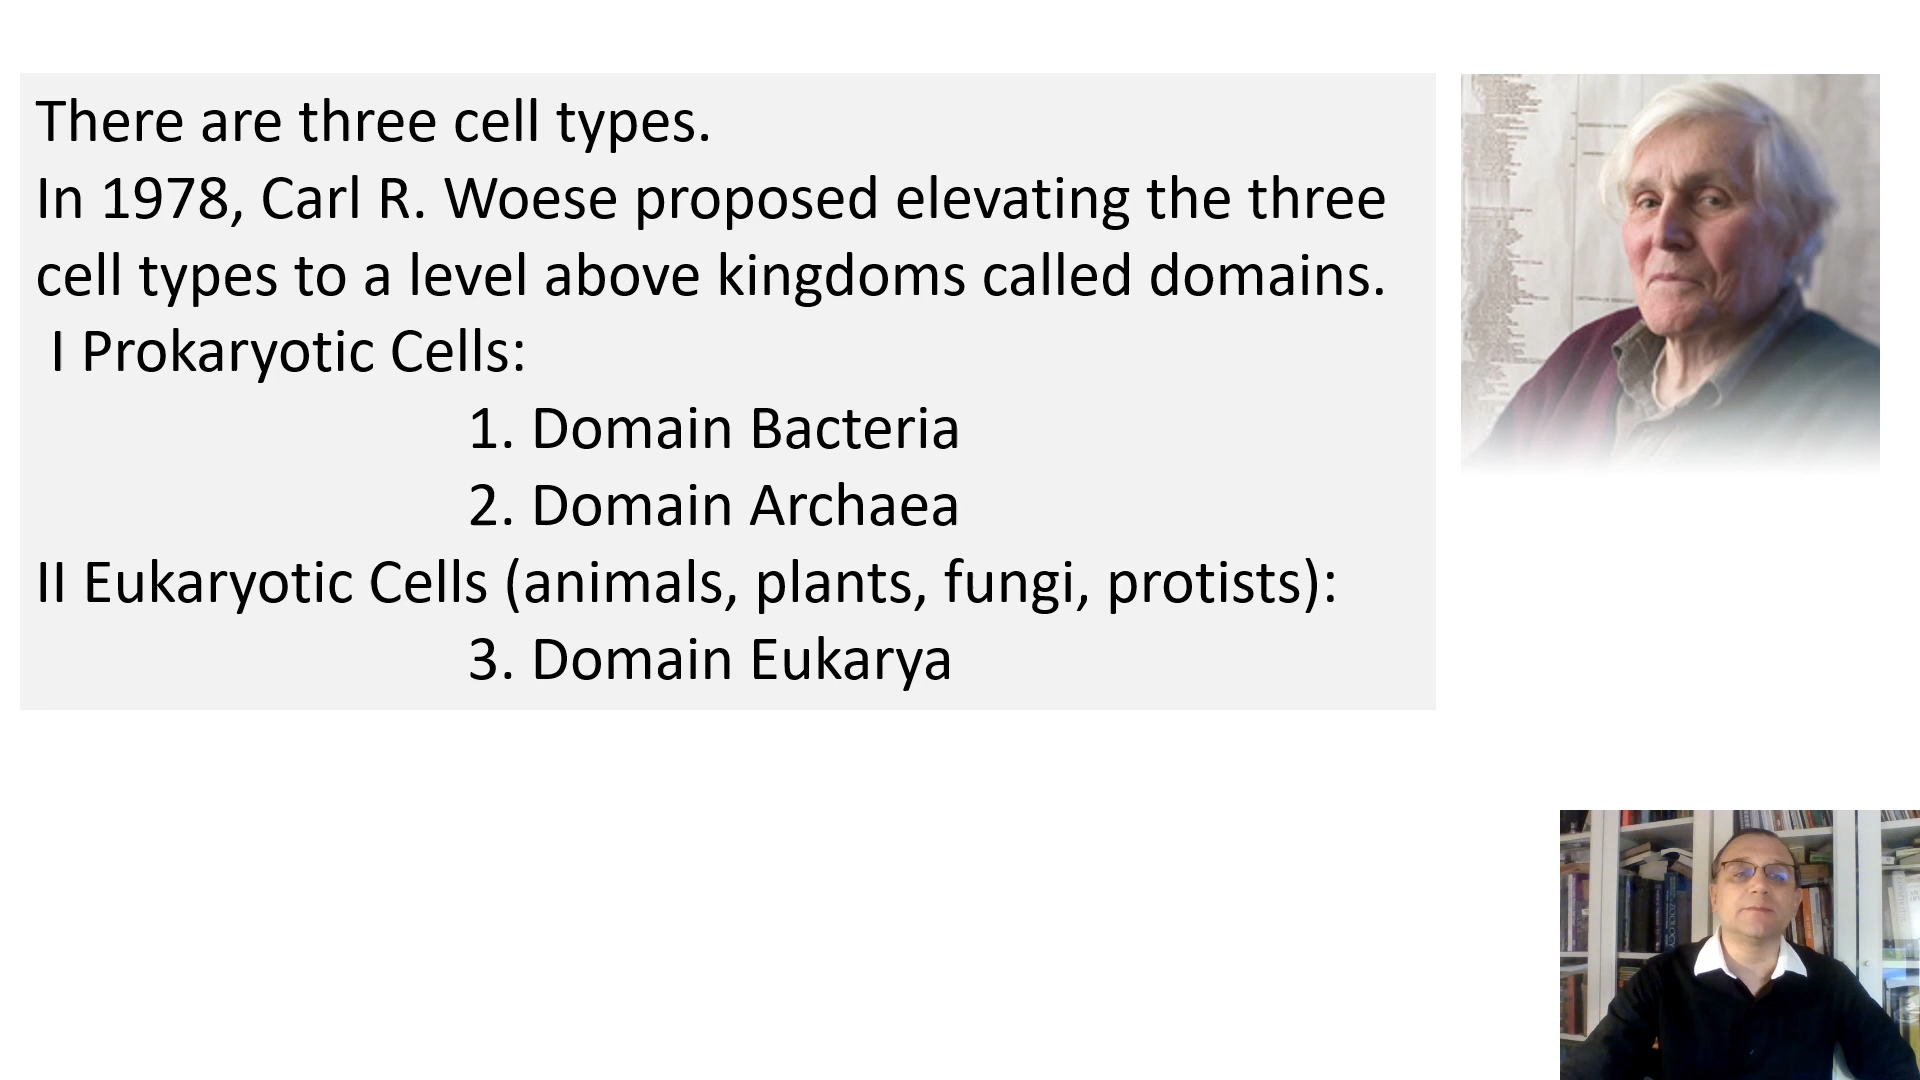 There are three cell types.
In 1978, Carl R. Woese proposed elevating the three
cell types to a level above kingdoms called domains.
I Prokaryotic Cells:
1. Domain Bacteria
2. Domain Archaea
II Eukaryotic Cells (animals, plants, fungi, protists):
3. Domain Eukarya
ZOOLOGY